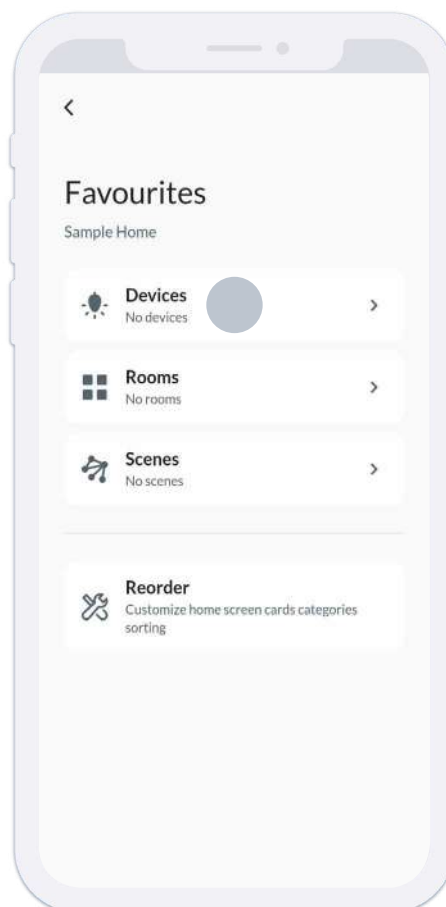 Favourites
Sample Home
Devices
No devices
Rooms
No rooms
Scenes
No scenes
Reorder
Customize home screen cards categories
sorting